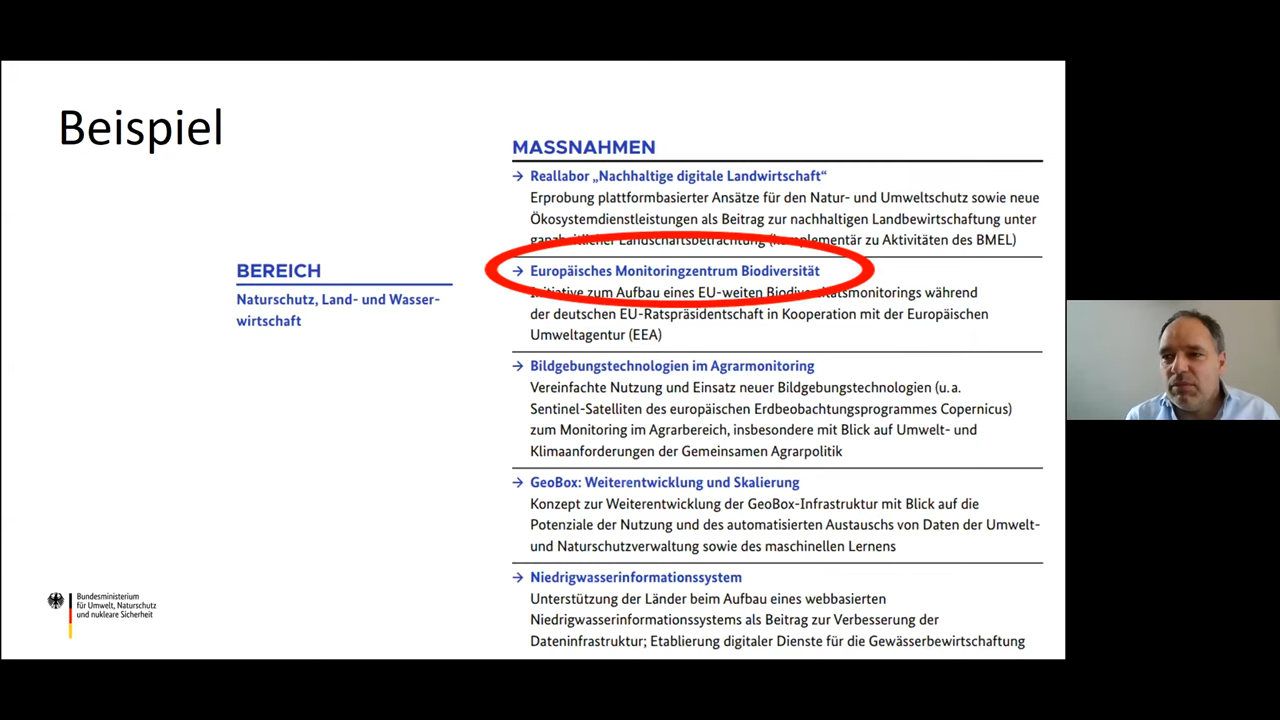 Beispiel
MASSNAHMEN
→ Reallabor „Nachhaltige digitale Landwirtschaft“
Erprobung plattformbasierter Ansätze für den Natur- und Umweltschutz sowie neue
Ökosystemdienstleistungen als Beitrag zur nachhaltigen Landbewirtschaftung unter
ganzheitlicher Landschaftsbetrachtung (komplementär zu Aktivitäten des BMEL)
BEREICH
Naturschutz, Land- und Wasser-
wirtschaft
→ Europäisches Monitoringzentrum Biodiversität
Initiative zum Aufbau eines EU-weiten Biodiversitätsmonitorings während
der deutschen EU-Ratspräsidentschaft in Kooperation mit der Europäischen
Umweltagentur (EEA)
→ Bildgebungstechnologien im Agrarmonitoring
Vereinfachte Nutzung und Einsatz neuer Bildgebungstechnologien (u. a.
Sentinel-Satelliten des europäischen Erdbeobachtungsprogrammes Copernicus)
zum Monitoring im Agrarbereich, insbesondere mit Blick auf Umwelt- und
Klimaanforderungen der Gemeinsamen Agrarpolitik
→ GeoBox: Weiterentwicklung und Skalierung
Konzept zur Weiterentwicklung der GeoBox-Infrastruktur mit Blick auf die
Potenziale der Nutzung und des automatisierten Austauschs von Daten der Umwelt-
und Naturschutzverwaltung sowie des maschinellen Lernens
→ Niedrigwasserinformationssystem
Unterstützung der Länder beim Aufbau eines webbasierten
Niedrigwasserinformationssystems als Beitrag zur Verbesserung der
Dateninfrastruktur; Etablierung digitaler Dienste für die Gewässerbewirtschaftung
Bundesministerium
für Umwelt, Naturschutz
und nukleare Sicherheit